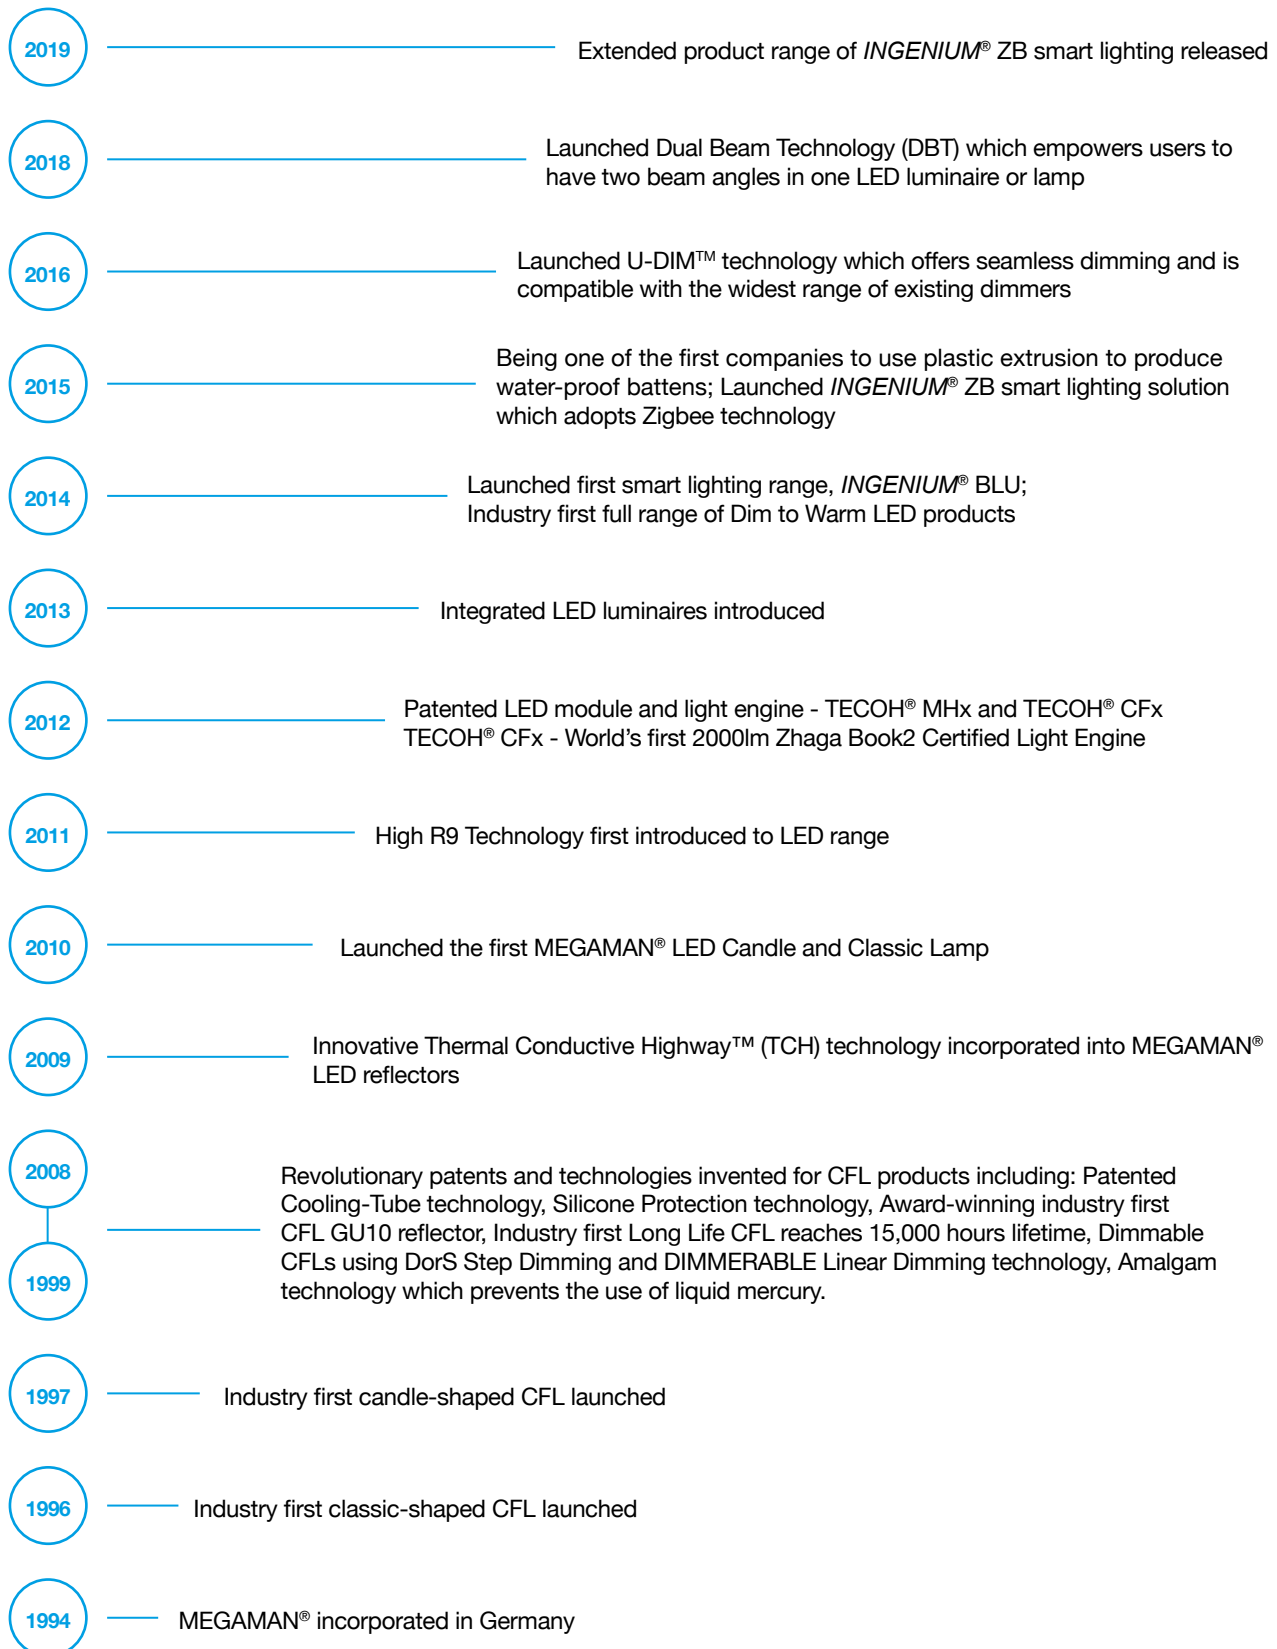 2019
Extended product range of INGENIUM® ZB smart lighting released
2018
Launched Dual Beam Technology (DBT) which empowers users to
have two beam angles in one LED luminaire or lamp
2016
Launched U-DIM™ technology which offers seamless dimming and is
compatible with the widest range of existing dimmers
2015
Being one of the first companies to use plastic extrusion to produce
water-proof battens; Launched INGENIUM® ZB smart lighting solution
which adopts Zigbee technology
2014
Launched first smart lighting range, INGENIUM® BLU;
Industry first full range of Dim to Warm LED products
2013
Integrated LED luminaires introduced
2012
Patented LED module and light engine - TECOH® MHx and TECOH® CFx
TECOH® CFx - World’s first 2000lm Zhaga Book2 Certified Light Engine
2011
High R9 Technology first introduced to LED range
2010
Launched the first MEGAMAN® LED Candle and Classic Lamp
2009
Innovative Thermal Conductive Highway™ (TCH) technology incorporated into MEGAMAN®
LED reflectors
2008
1999
Revolutionary patents and technologies invented for CFL products including: Patented
Cooling-Tube technology, Silicone Protection technology, Award-winning industry first
CFL GU10 reflector, Industry first Long Life CFL reaches 15,000 hours lifetime, Dimmable
CFLs using DorS Step Dimming and DIMMERABLE Linear Dimming technology, Amalgam
technology which prevents the use of liquid mercury.
1997
Industry first candle-shaped CFL launched
1996
Industry first classic-shaped CFL launched
1994
MEGAMAN® incorporated in Germany